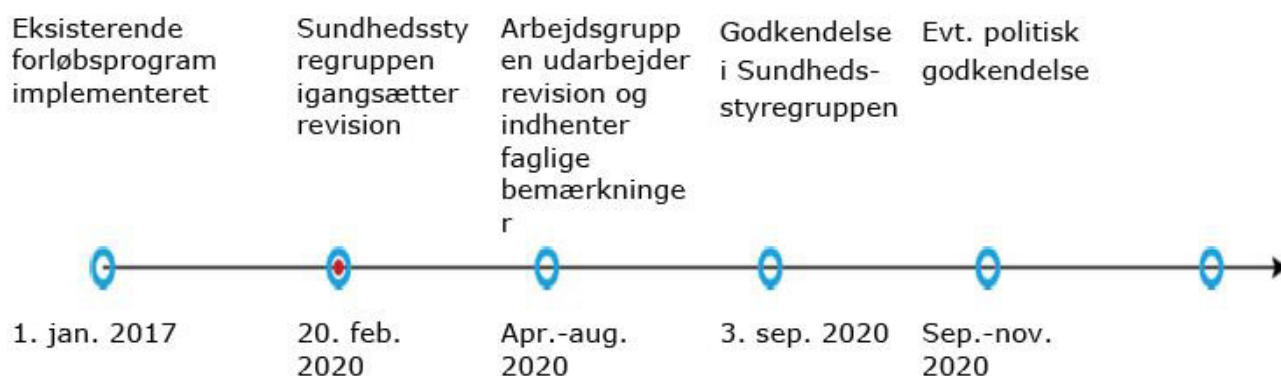 Eksisterende
forløbsprogram
implementeret
Sundhedssty
regruppen
igangsætter
revision
Arbejdsgrupp
en udarbejder
revision og
indhenter
faglige
bemærkninge
r
Godkendelse
i Sundheds-
styregruppen
Evt. politisk
godkendelse
1. jan. 2017
20. feb.
2020
Apr.-aug.
2020
3. sep. 2020
Sep.-nov.
2020